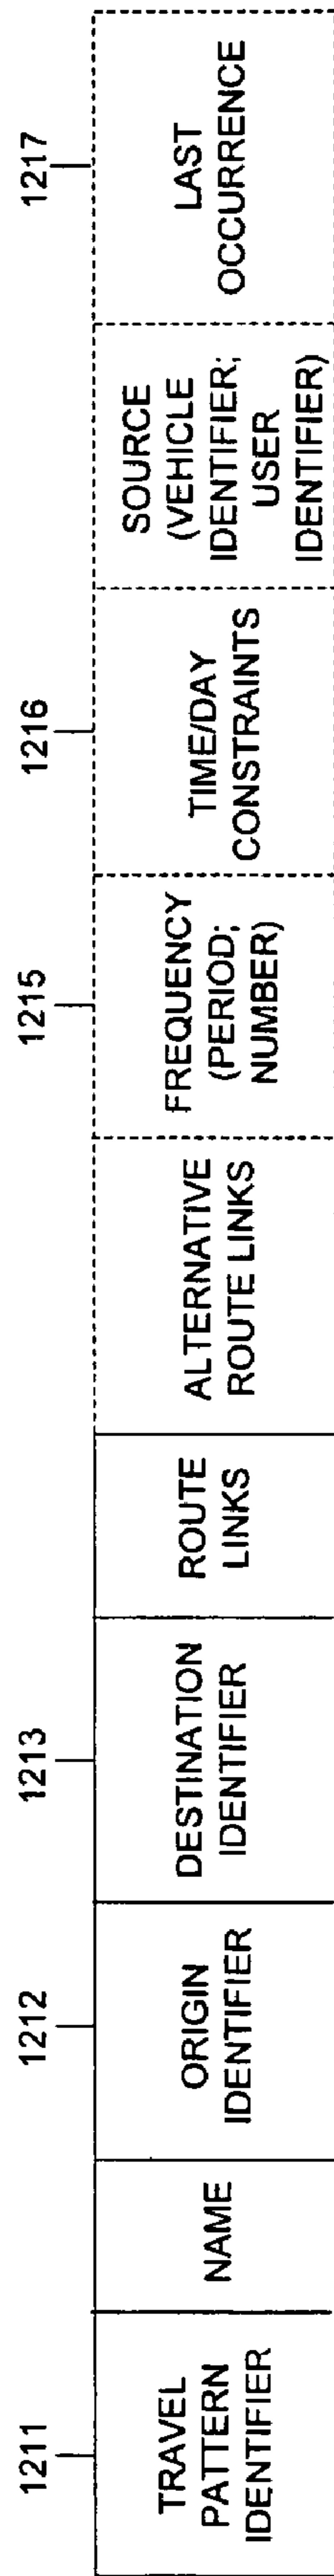 1211
1212
1213
1215
1216
1217
TRAVEL
PATTERN
IDENTIFIER
NAME
ORIGIN
IDENTIFIER
DESTINATION
IDENTIFIER
ROUTE
LINKS
ALTERNATIVE
ROUTE LINKS
FREQUENCY
(PERIOD;
NUMBER)
TIME/DAY
CONSTRAINTS
SOURCE
(VEHICLE
IDENTIFIER;
USER
IDENTIFIER)
LAST
OCCURRENCE